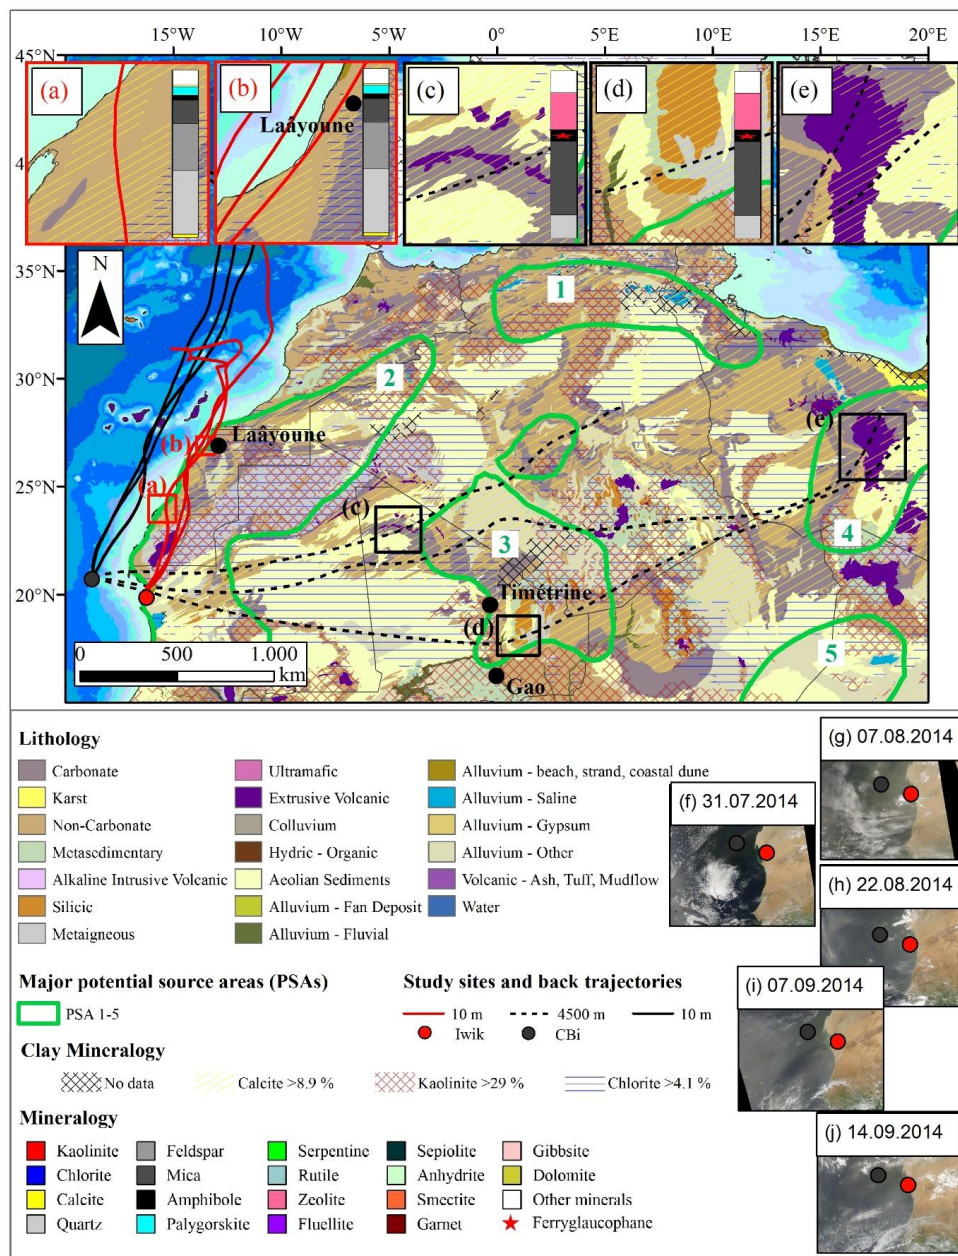 15°W 10°W 5°W 0° 5°E 10°E 15°E 20°E
45°N
(a) (b) (c) (d) (e)
Laâyoune
4
35°N
N
1
2
30°N
(e)
(b) Laâyoune
25°N
(a)
(c)
3
4
20°N
Timétrine
(d)
5
0 500 1.000
km
Gao
Lithology
Carbonate Ultramafic Alluvium - beach, strand, coastal dune
Karst Extrusive Volcanic Alluvium - Saline
Non-Carbonate Colluvium Alluvium - Gypsum
Metasedimentary Hydric - Organic Alluvium - Other
Alkaline Intrusive Volcanic Aeolian Sediments Volcanic - Ash, Tuff, Mudflow
Silicic Alluvium - Fan Deposit Water
Metaigneous Alluvium - Fluvial
(g) 07.08.2014
(f) 31.07.2014
(h) 22.08.2014
(i) 07.09.2014
(j) 14.09.2014
Major potential source areas (PSAs) Study sites and back trajectories
PSA 1-5 10 m 4500 m 10 m
Iwik CBi
Clay Mineralogy
No data Calcite >8.9 % Kaolinite >29 % Chlorite >4.1 %
Mineralogy
Kaolinite Feldspar Serpentine Sepiolite Gibbsite
Chlorite Mica Rutile Anhydrite Dolomite
Calcite Amphibole Zeolite Smectite Other minerals
Quartz Palygorskite Fluellite Garnet Ferryglaucophane